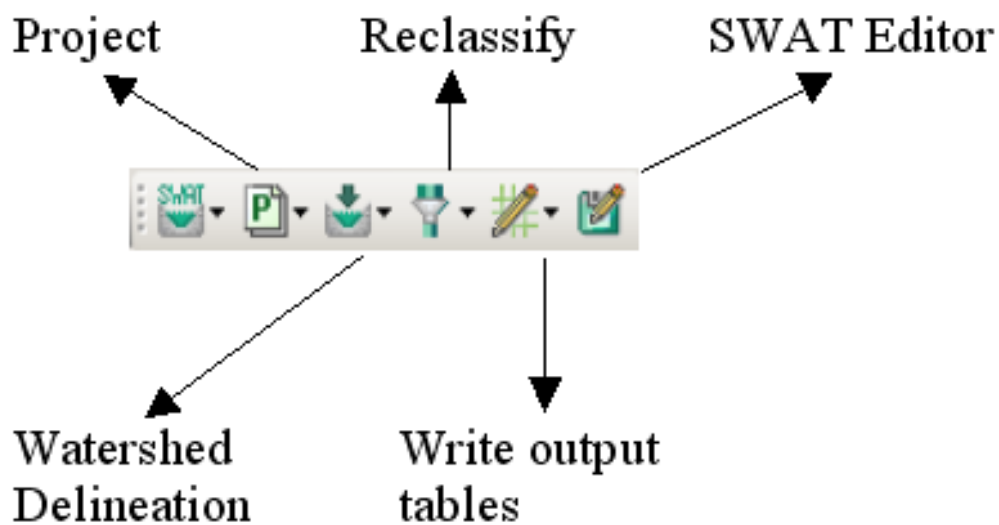 Project
Reclassify
SWAT Editor
SWAT
P
Watershed
Delineation
Write output
tables